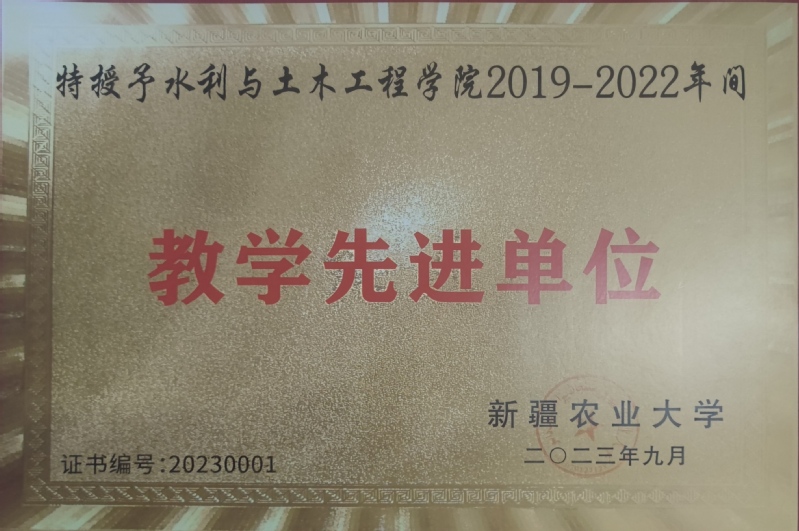 特授予水利与土木工程学院2019-2022年间
教学先进单位
新疆农业大学
证书编号:20230001
二〇二三年九月